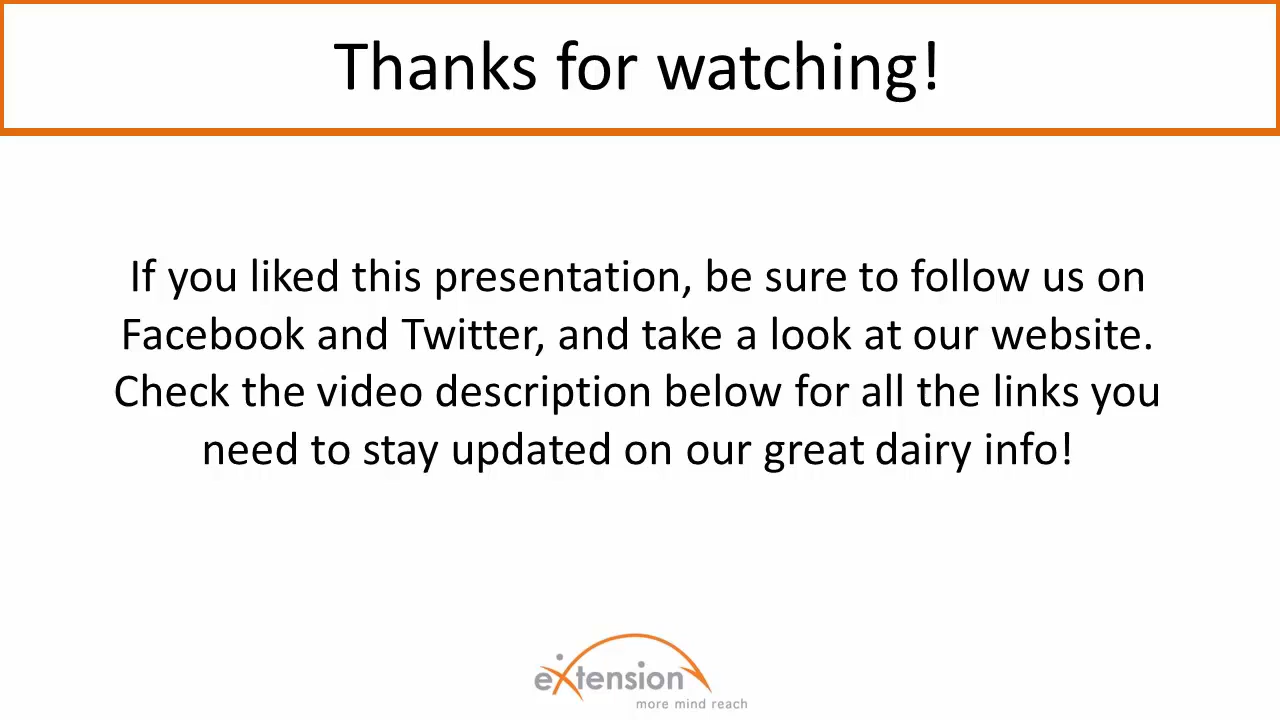 Thanks for watching!
If you liked this presentation, be sure to follow us on
Facebook and Twitter, and take a look at our website.
Check the video description below for all the links you
need to stay updated on our great dairy info!
eXtension
more mind reach